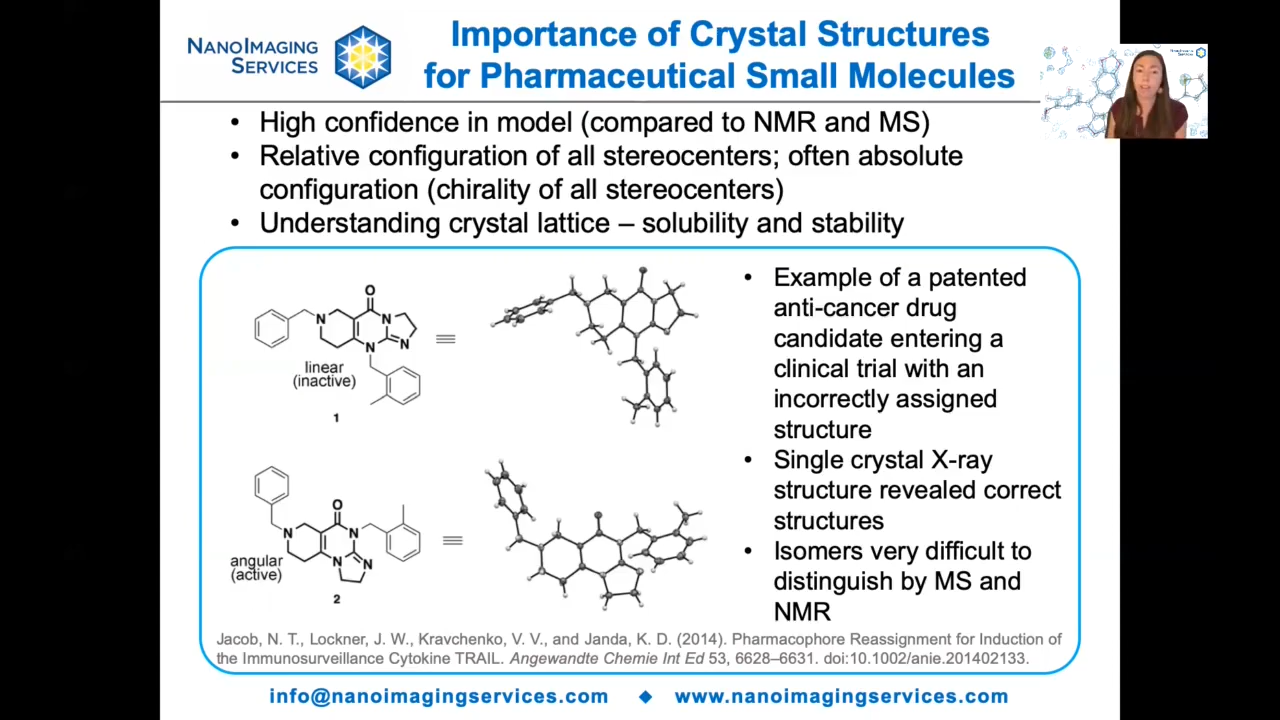 NanoImaging
Services
Importance of Crystal Structures
for Pharmaceutical Small Molecules
• High confidence in model (compared to NMR and MS)
• Relative configuration of all stereocenters; often absolute
configuration (chirality of all stereocenters)
• Understanding crystal lattice – solubility and stability
O
N
N
N
N
linear
(inactive)
1
O
N
N
N
N
angular
(active)
2
• Example of a patented
anti-cancer drug
candidate entering a
clinical trial with an
incorrectly assigned
structure
• Single crystal X-ray
structure revealed correct
structures
• Isomers very difficult to
distinguish by MS and
NMR
Jacob, N. T., Lockner, J. W., Kravchenko, V. V., and Janda, K. D. (2014). Pharmacophore Reassignment for Induction of
the Immunosurveillance Cytokine TRAIL. Angewandte Chemie Int Ed 53, 6628–6631. doi:10.1002/anie.201402133.
info@nanoimagingservices.com ◆ www.nanoimagingservices.com